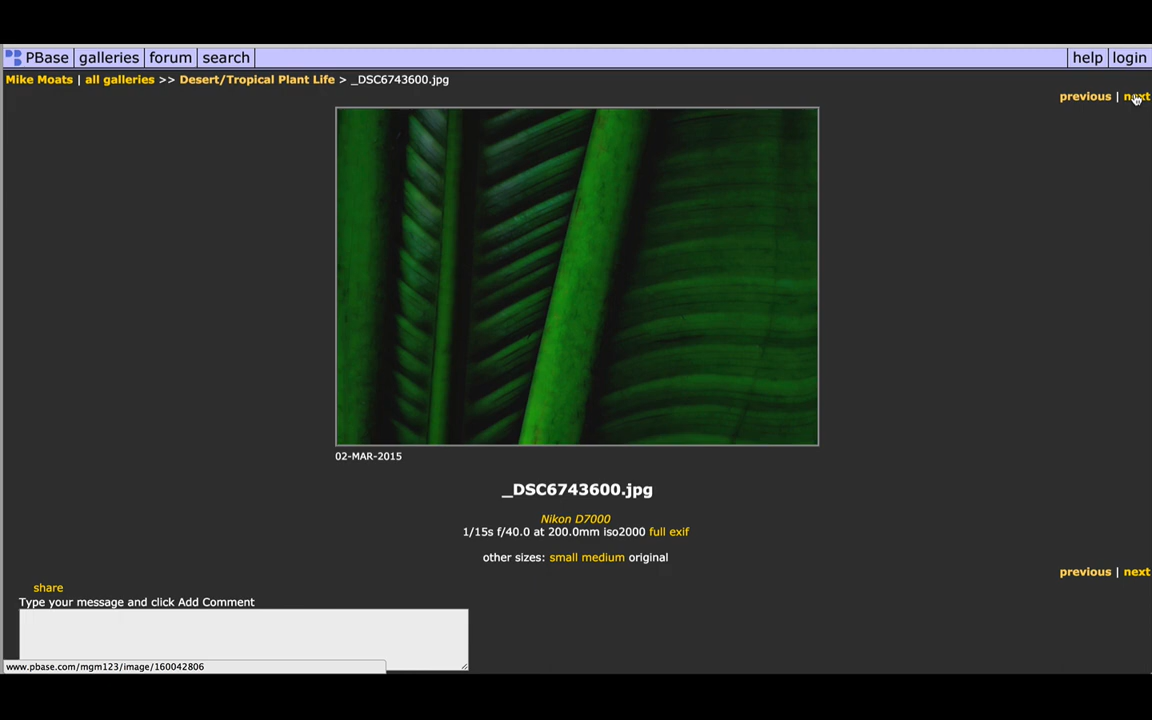 PBase galleries forum search help login
Mike Moats | all galleries >> Desert/Tropical Plant Life > _DSC6743600.jpg
previous | next
02-MAR-2015
_DSC6743600.jpg
Nikon D7000
1/15s f/40.0 at 200.0mm iso2000 full exif
other sizes: small medium original
previous | next
share
Type your message and click Add Comment
www.pbase.com/mgm123/image/160042806